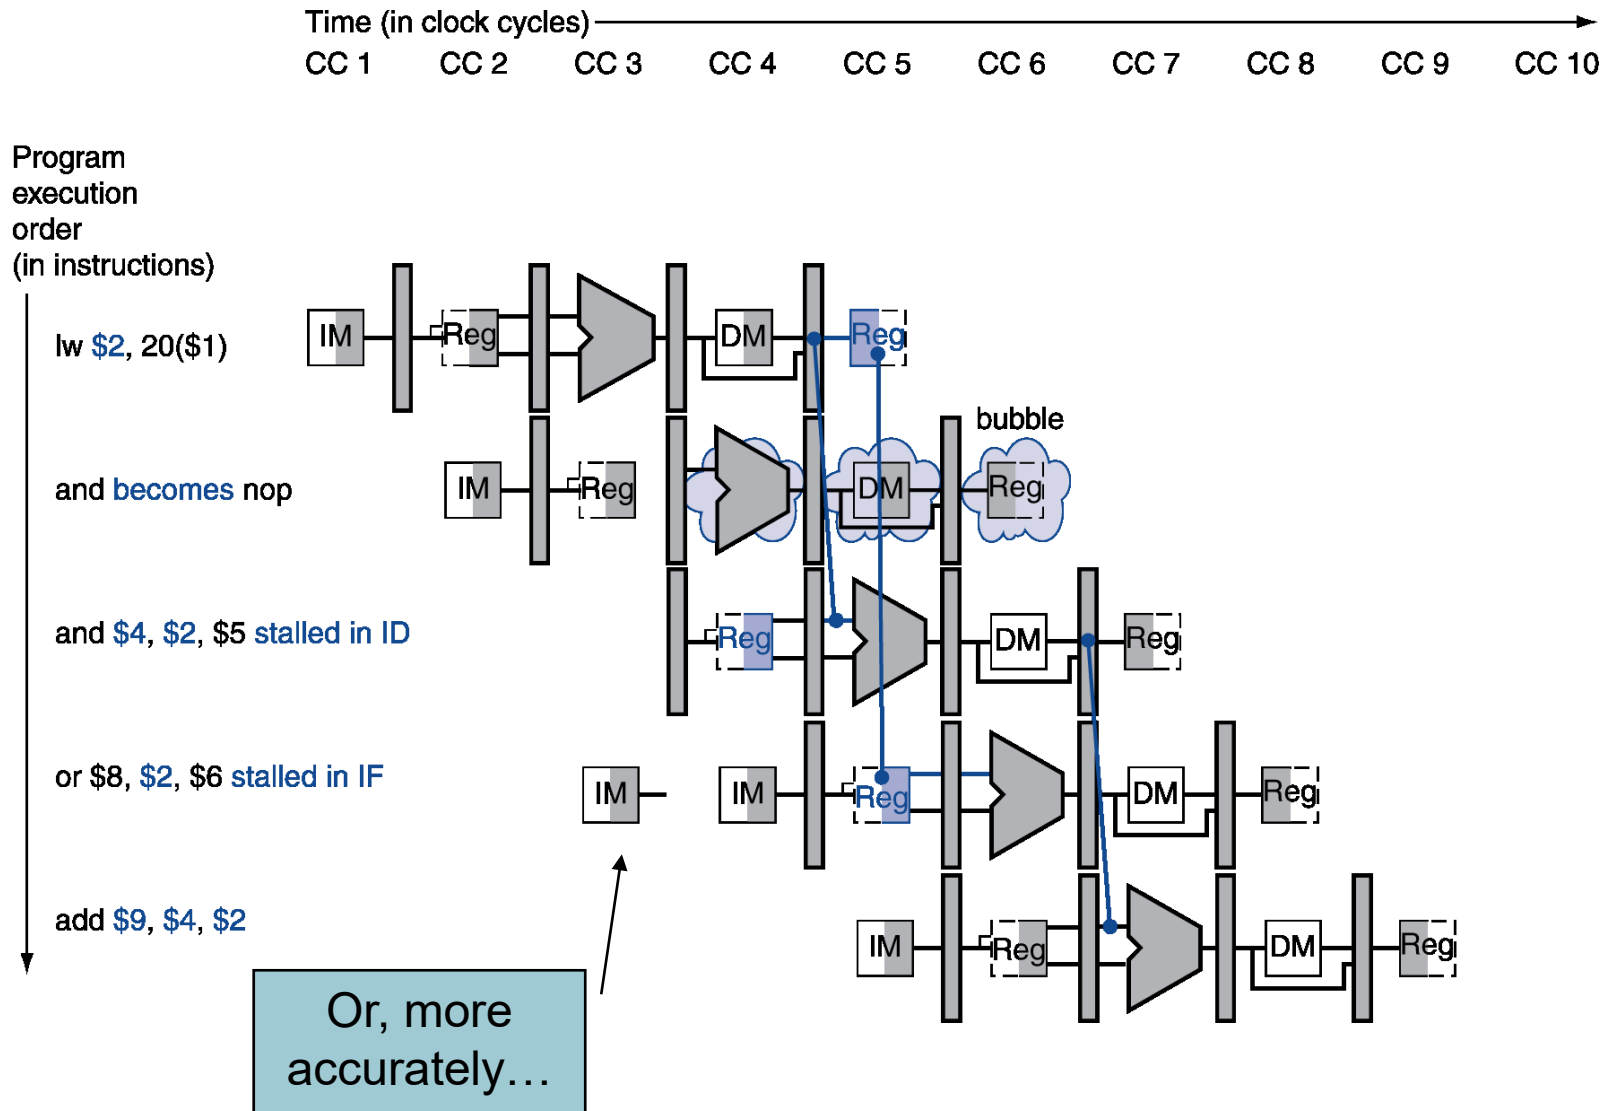 Time (in clock cycles)
CC 1 CC 2 CC 3 CC 4 CC 5 CC 6 CC 7 CC 8 CC 9 CC 10
Program
execution
order
(in instructions)
lw $2, 20($1)
IM Reg DM Reg
bubble
and becomes nop
IM Reg DM Reg
and $4, $2, $5 stalled in ID
Reg DM Reg
or $8, $2, $6 stalled in IF
IM IM Reg DM Reg
add $9, $4, $2
IM Reg DM Reg
Or, more
accurately…